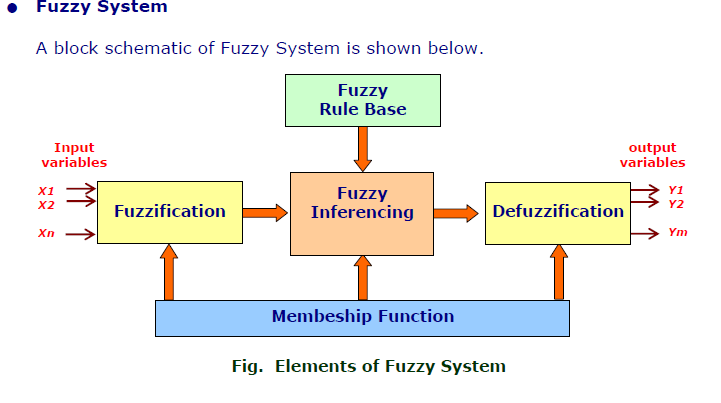 ● Fuzzy System
A block schematic of Fuzzy System is shown below.
Fuzzy
Rule Base
Input
variables
output
variables
X1
X2
Xn
Fuzzification
Fuzzy
Inferencing
Defuzzification
Y1
Y2
Ym
Membeship Function
Fig. Elements of Fuzzy System